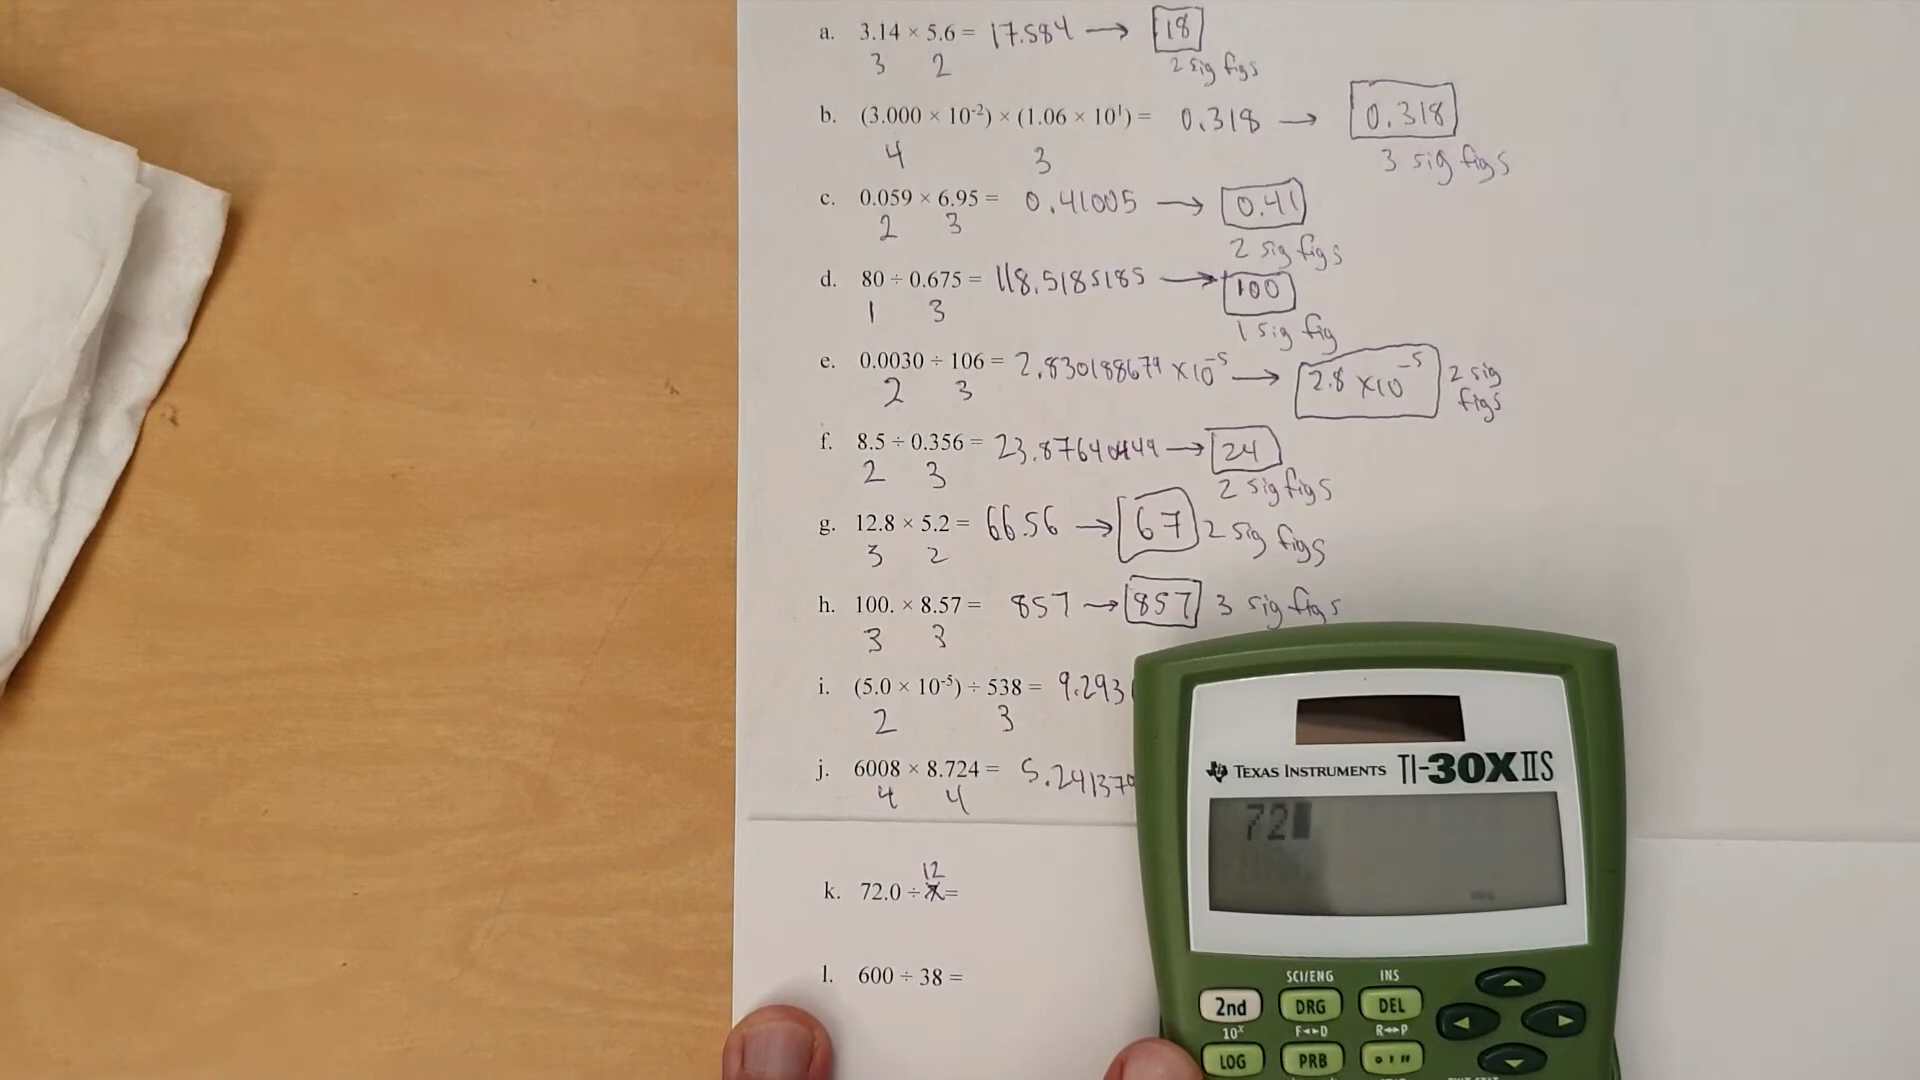 a. 3.14 × 5.6 = 17.584 → 18
3 2 2 sig figs
b. (3.000 × 10⁻²) × (1.06 × 10¹) = 0.318 → 0.318
4 3 3 sig figs
c. 0.059 × 6.95 = 0.41005 → 0.41
2 3 2 sig figs
d. 80 ÷ 0.675 = 118.5185185 → 100
1 3 1 sig fig
e. 0.0030 ÷ 106 = 2.830188679 ×10⁻⁵ → 2.8 ×10⁻⁵ 2 sig figs
2 3
f. 8.5 ÷ 0.356 = 23.87640449 → 24
2 3 2 sig figs
g. 12.8 × 5.2 = 66.56 → 67 2 sig figs
3 2
h. 100. × 8.57 = 857 → 857 3 sig figs
3 3
i. (5.0 × 10⁻⁵) ÷ 538 = 9.293
2 3
j. 6008 × 8.724 = 5.24137
4 4
12
k. 72.0 ÷ =
l. 600 ÷ 38 =
TEXAS INSTRUMENTS TI-30X IIS
72
SCI/ENG INS
2nd DRG DEL
10ˣ F◄►D R◄►P
LOG PRB ° ' "